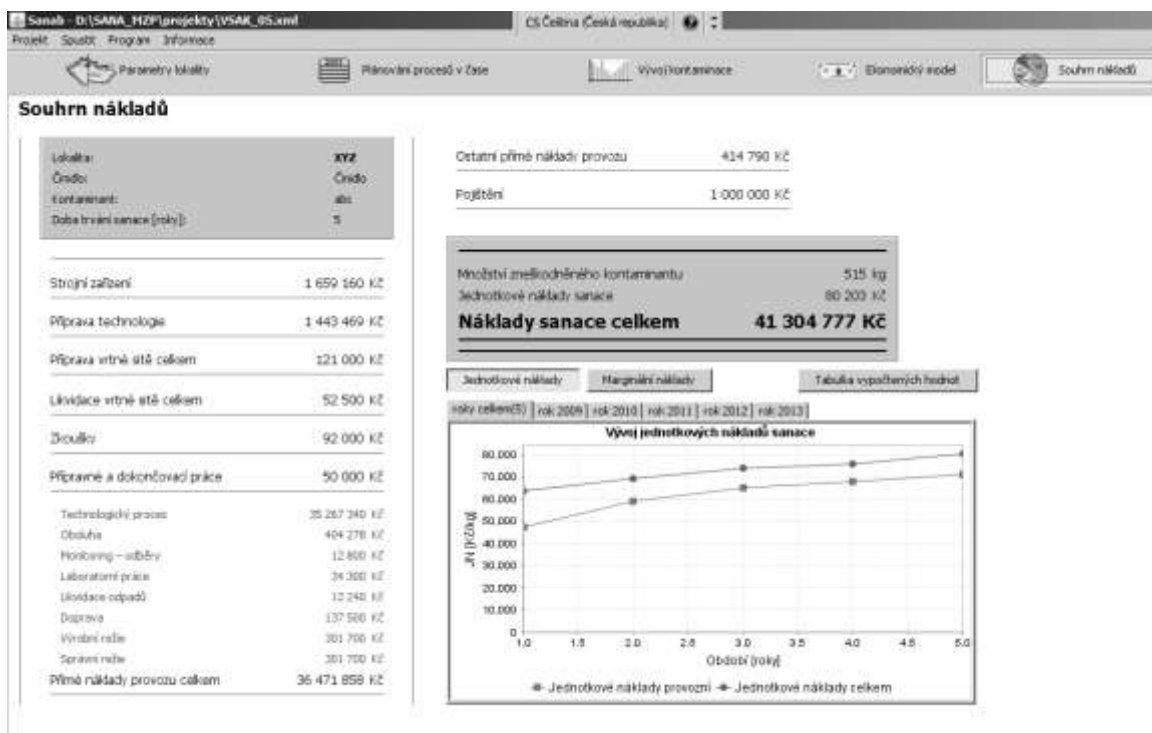 Sanab - D:\SANA_MZP\projekty\VSAK_05.xml
CS Čeština (Česká republika)
Projekt Spustit Program Informace
Parametry lokality
Plánování procesů v čase
Vývoj kontaminace
Ekonomický model
Souhrn nákladů
Souhrn nákladů
Lokalita: XYZ
Činidlo: Činidlo
Kontaminant: abc
Doba trvání sanace [roky]: 5
Strojní zařízení 1 659 160 Kč
Příprava technologie 1 443 469 Kč
Příprava vrtné sítě celkem 121 000 Kč
Likvidace vrtné sítě celkem 52 500 Kč
Zkoušky 92 000 Kč
Přípravné a dokončovací práce 50 000 Kč
Technologický proces 35 267 340 Kč
Obsluha 404 278 Kč
Monitoring – odběry 12 800 Kč
Laboratorní práce 34 300 Kč
Likvidace odpadů 12 240 Kč
Doprava 137 500 Kč
Výrobní režie 301 700 Kč
Správní režie 301 700 Kč
Přímé náklady provozu celkem 36 471 858 Kč
Ostatní přímé náklady provozu 414 790 Kč
Pojištění 1 000 000 Kč
Množství zneškodněného kontaminantu 515 kg
Jednotkové náklady sanace 80 203 Kč
Náklady sanace celkem 41 304 777 Kč
Jednotkové náklady
Marginální náklady
Tabulka vypočtených hodnot
roky celkem(5) rok 2009 rok 2010 rok 2011 rok 2012 rok 2013
Vývoj jednotkových nákladů sanace
80.000
70.000
60.000
50.000
40.000
30.000
20.000
10.000
0
JN [Kč/kg]
1.0 1.5 2.0 2.5 3.0 3.5 4.0 4.5 5.0
Období [roky]
Jednotkové náklady provozní Jednotkové náklady celkem